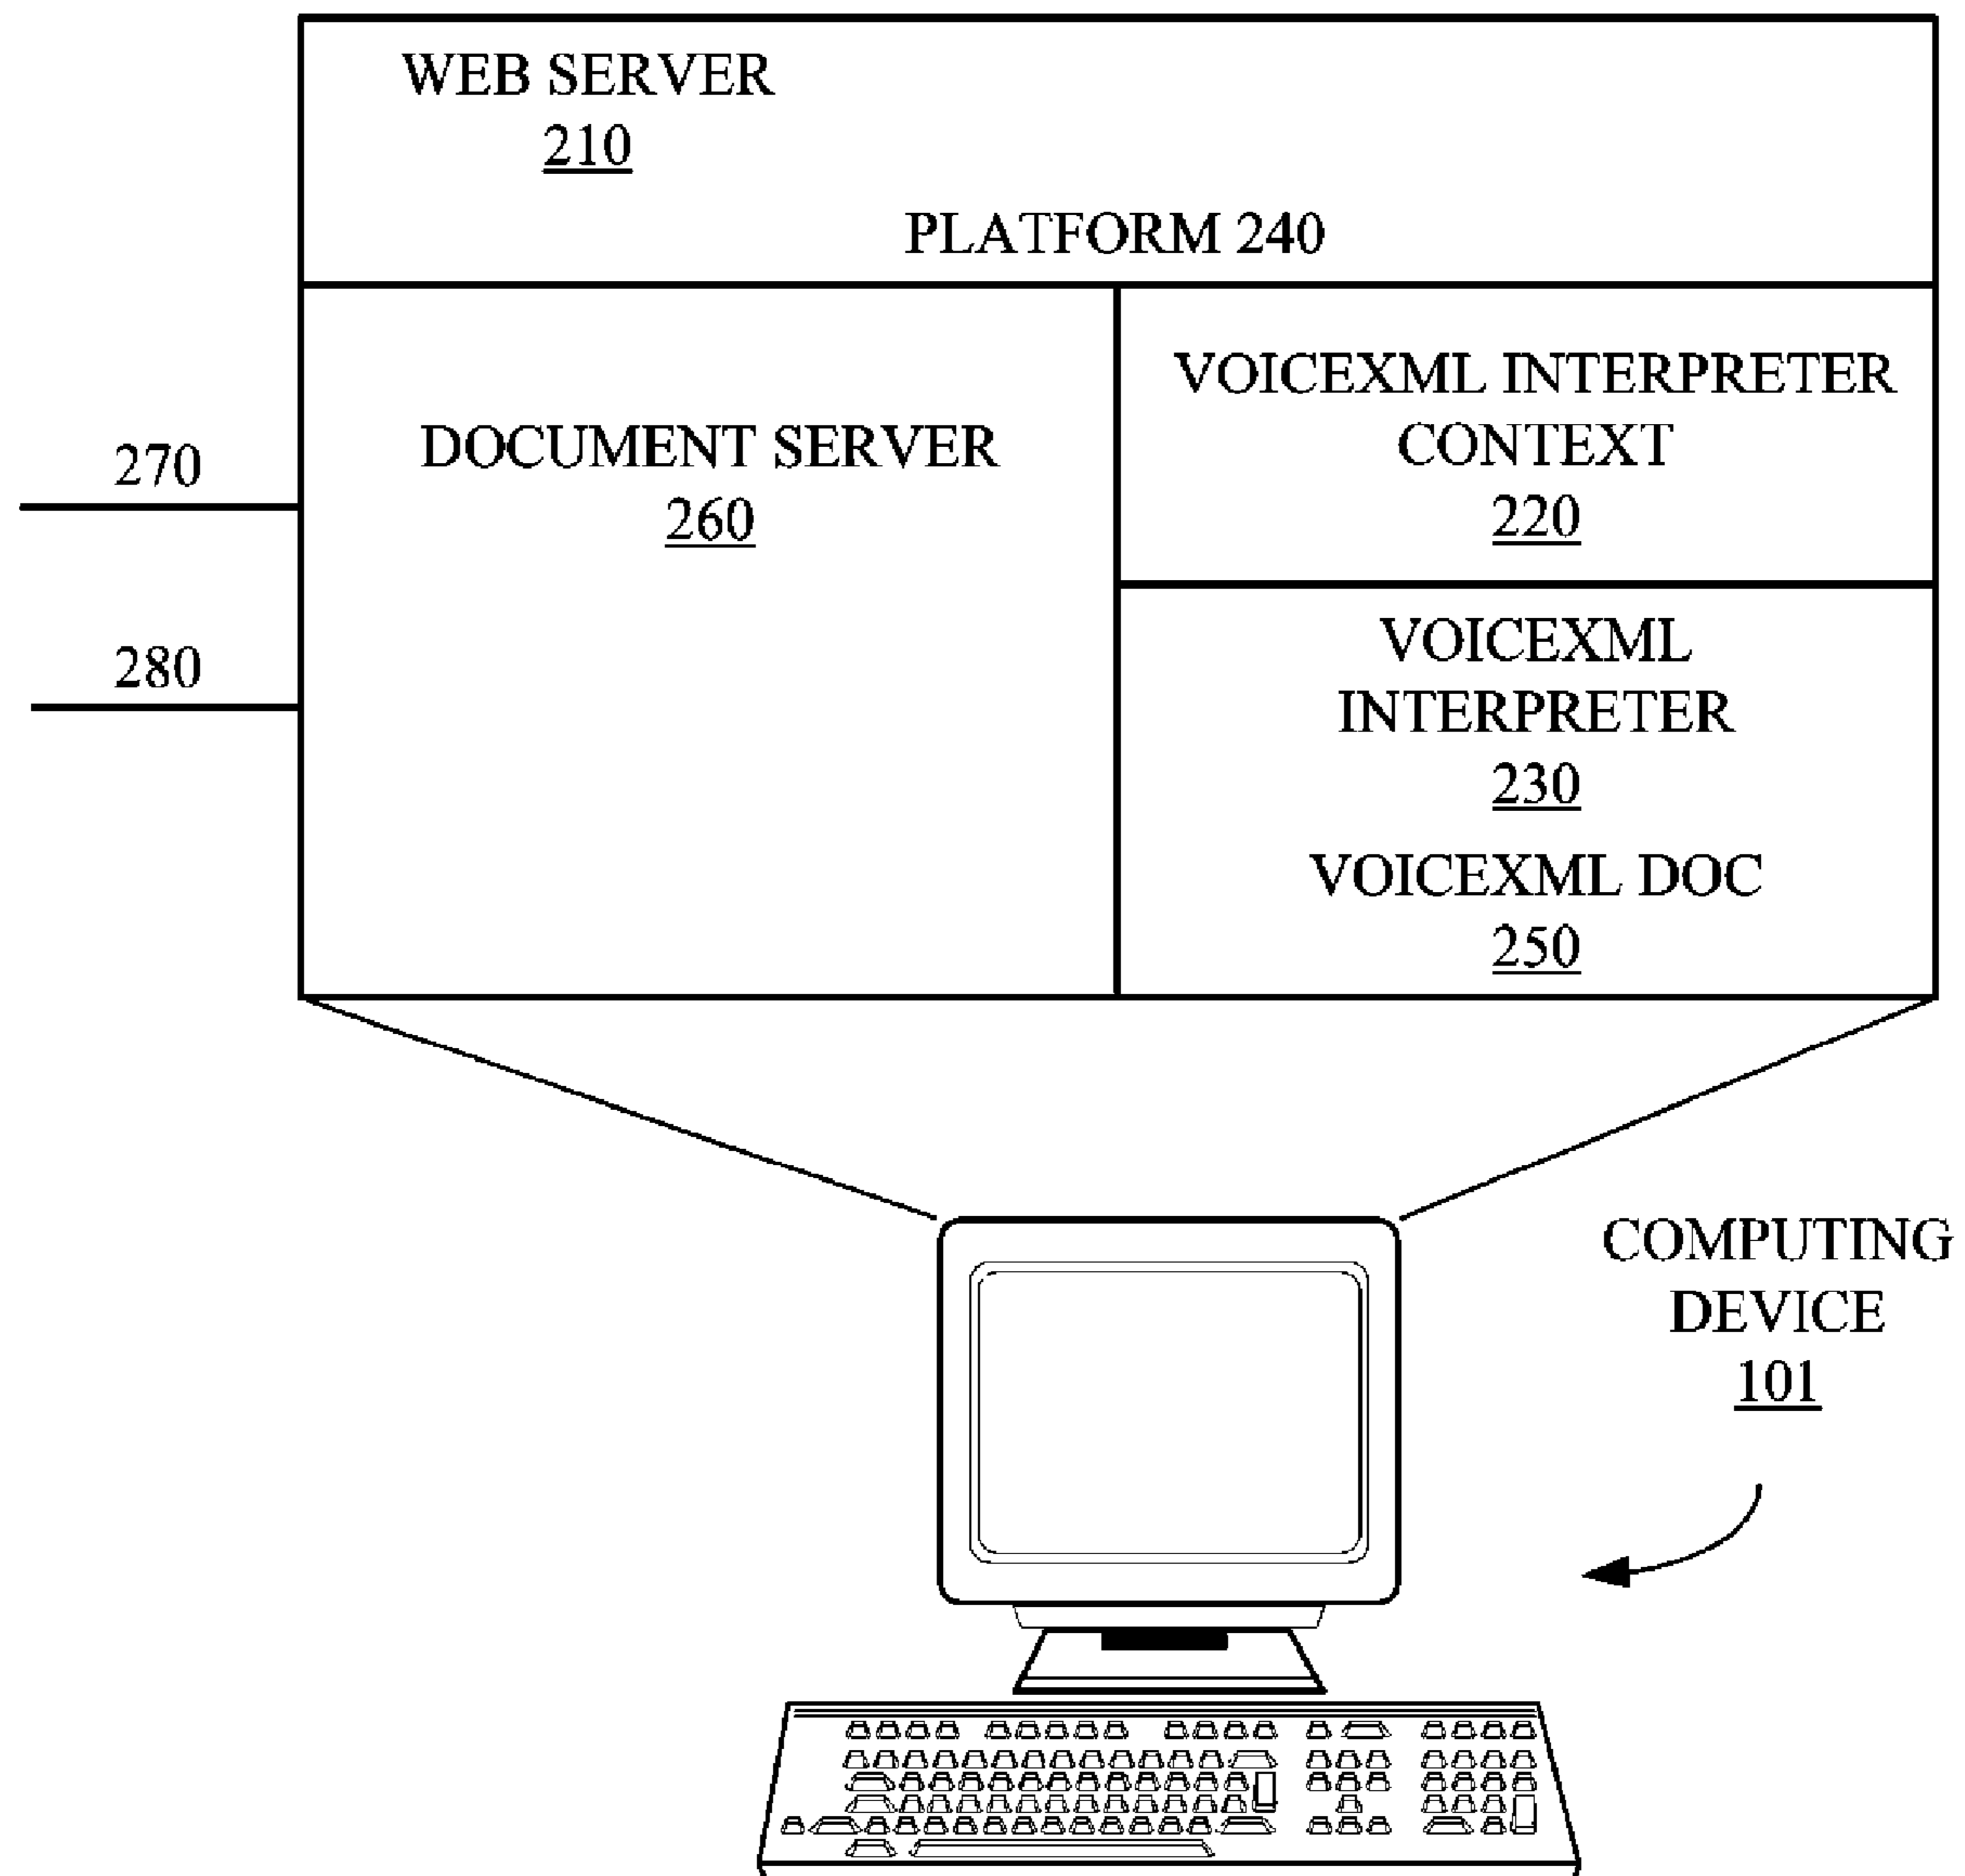 WEB SERVER
210
PLATFORM 240
DOCUMENT SERVER
260
VOICEXML INTERPRETER
CONTEXT
220
VOICEXML
INTERPRETER
230
VOICEXML DOC
250
270
280
COMPUTING
DEVICE
101